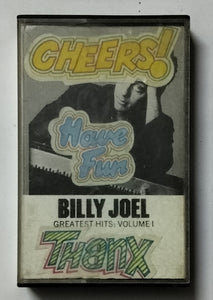 CHEERS!
Have
Fun
BILLY JOEL
GREATEST HITS: VOLUME I
THANX